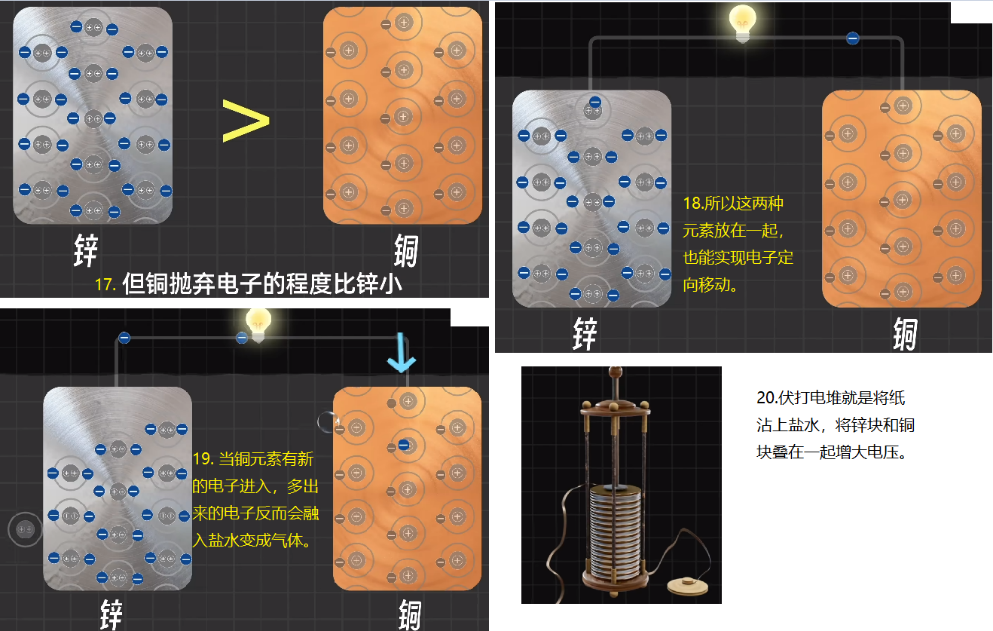 >
锌
铜
17. 但铜抛弃电子的程度比锌小
18.所以这两种
元素放在一起，
也能实现电子定
向移动。
锌
铜
19. 当铜元素有新
的电子进入，多出
来的电子反而会融
入盐水变成气体。
锌
铜
20.伏打电堆就是将纸
沾上盐水，将锌块和铜
块叠在一起增大电压。